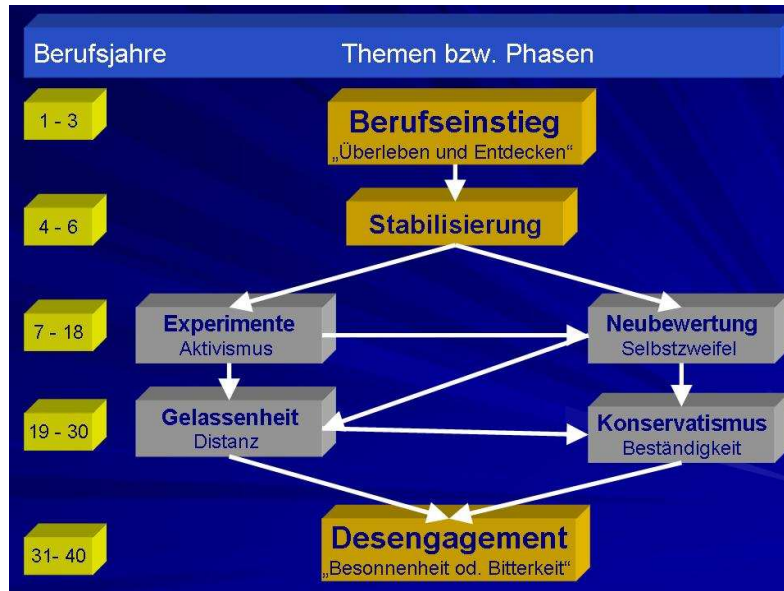 Berufsjahre Themen bzw. Phasen
1 - 3
Berufseinstieg
„Überleben und Entdecken“
4 - 6
Stabilisierung
7 - 18
Experimente
Aktivismus
Neubewertung
Selbstzweifel
19 - 30
Gelassenheit
Distanz
Konservatismus
Beständigkeit
31- 40
Desengagement
„Besonnenheit od. Bitterkeit“